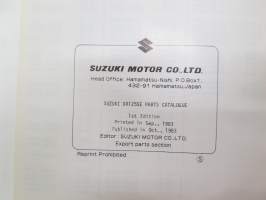 SUZUKI MOTOR CO.,LTD.
Head Office: Hamamatsu-Nishi, P.O.Box1,
432-91 Hamamatsu,Japan
SUZUKI PARTS CATALOGUE
1st Edition
Printed in Sep., 1983
Published in Oct., 1983
Editor: SUZUKI MOTOR CO.,LTD.
Export parts section
Reprint Prohibited
S